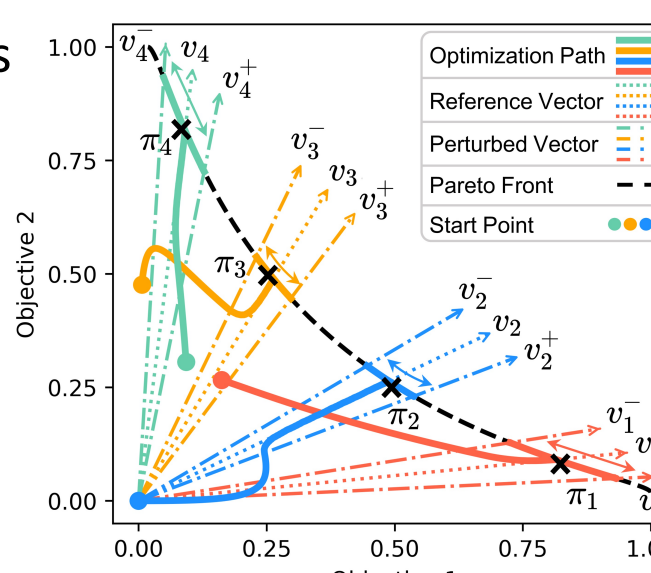 s
Optimization Path
Reference Vector
Perturbed Vector
Pareto Front
Start Point
Objective 2
1.00
0.75
0.50
0.25
0.00
v₄⁻
v₄
v₄⁺
π₄
v₃⁻
v₃
v₃⁺
π₃
v₂⁻
v₂
v₂⁺
π₂
v₁⁻
v
π₁
v
0.00
0.25
0.50
0.75
1.0